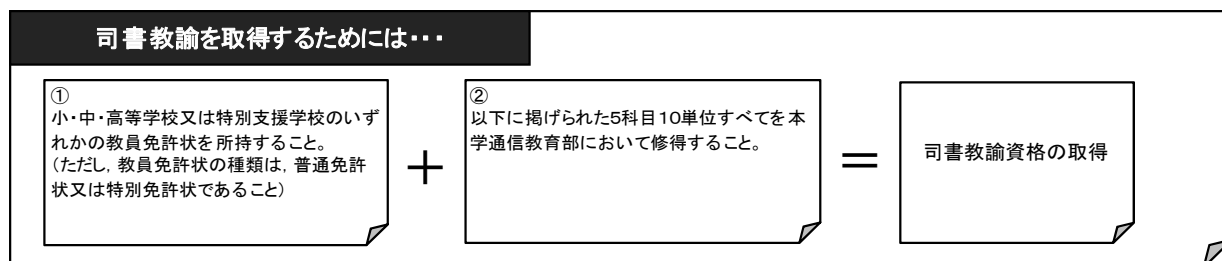 司書教諭を取得するためには・・・
①
小・中・高等学校又は特別支援学校のいず
れかの教員免許状を所持すること。
（ただし，教員免許状の種類は，普通免許
状又は特別免許状であること）
＋
②
以下に掲げられた5科目10単位すべてを本
学通信教育部において修得すること。
＝
司書教諭資格の取得